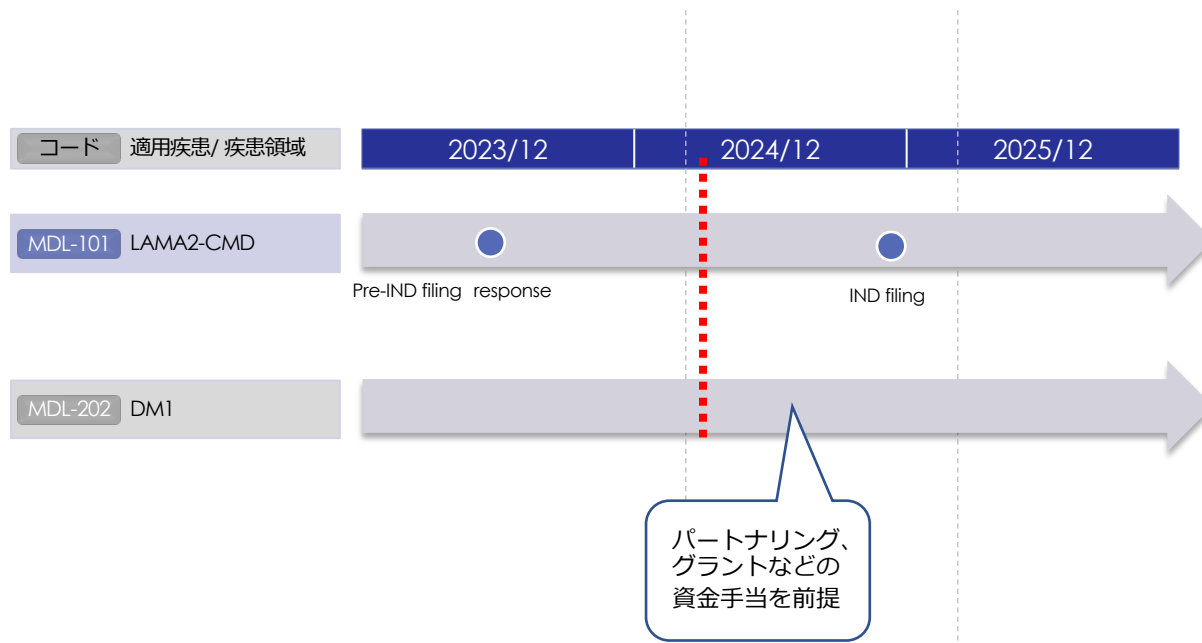 コード 適用疾患/ 疾患領域 2023/12 2024/12 2025/12
MDL-101 LAMA2-CMD
Pre-IND filing response IND filing
MDL-202 DM1
パートナリング、
グラントなどの
資金手当を前提